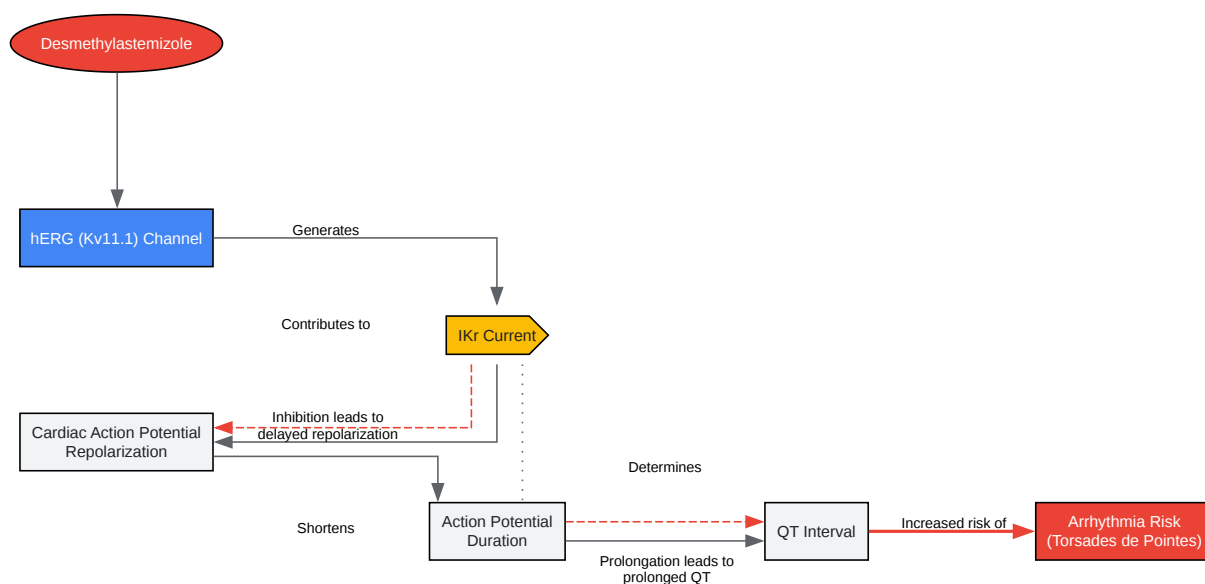 Desmethylastemizole
hERG (Kv11.1) Channel
Generates
Contributes to
IKr Current
Inhibition leads to
delayed repolarization
Cardiac Action Potential
Repolarization
Determines
Shortens
Action Potential
Duration
QT Interval
Increased risk of
Arrhythmia Risk
(Torsades de Pointes)
Prolongation leads to
prolonged QT